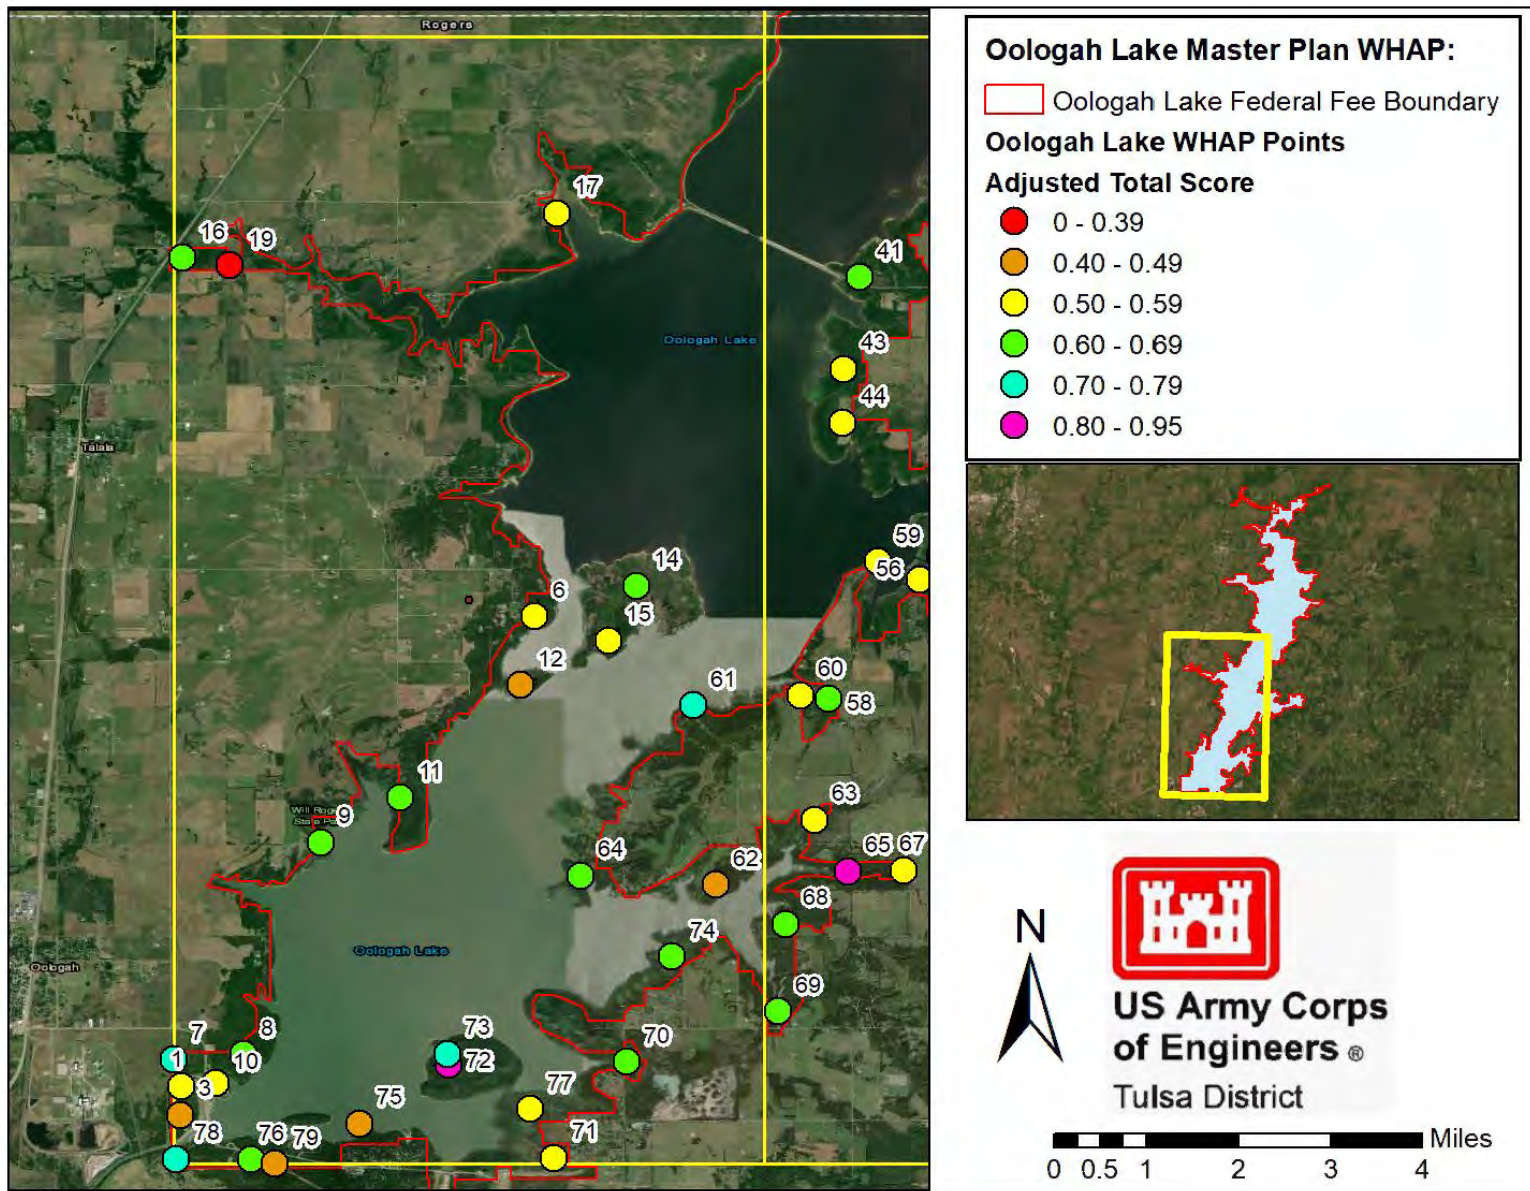 Rogers
17
16
19
41
Oologah Lake
43
44
Talala
59
56
14
6
15
12
61
60
58
11
Will Roge
State Pa
9
63
64
62
65
67
68
74
Oologah Lake
Oologah
69
7
8
73
70
1
10
72
3
77
75
78
76
79
71
Oologah Lake Master Plan WHAP:
Oologah Lake Federal Fee Boundary
Oologah Lake WHAP Points
Adjusted Total Score
0 - 0.39
0.40 - 0.49
0.50 - 0.59
0.60 - 0.69
0.70 - 0.79
0.80 - 0.95
N
US Army Corps
of Engineers ®
Tulsa District
Miles
0 0.5 1 2 3 4